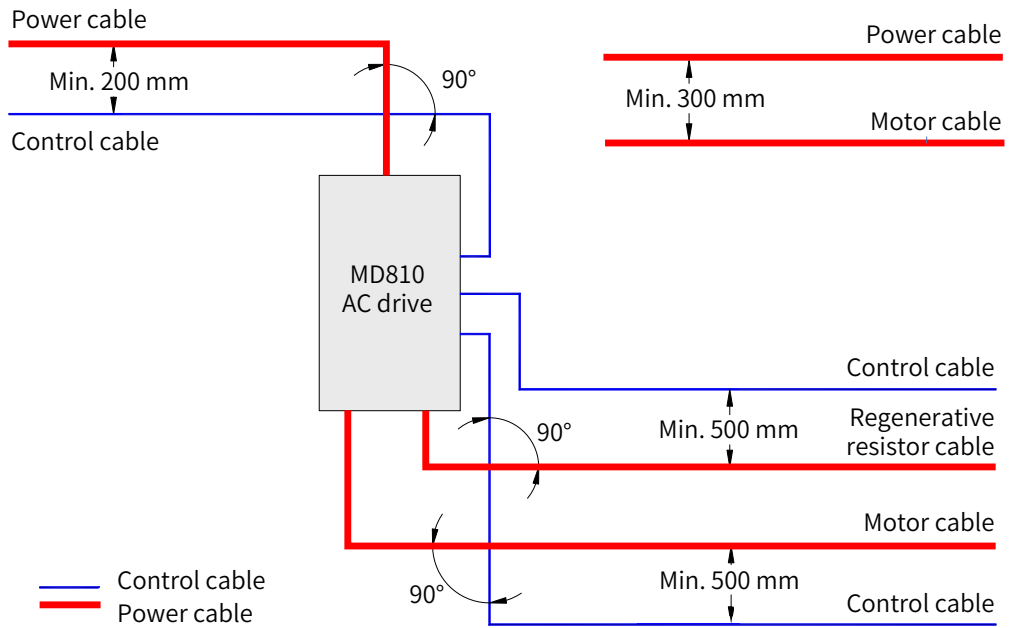 Power cable
Min. 200 mm
90°
Control cable
Power cable
Min. 300 mm
Motor cable
MD810
AC drive
Control cable
Min. 500 mm
Regenerative
resistor cable
90°
Motor cable
Min. 500 mm
90°
Control cable
Control cable
Power cable